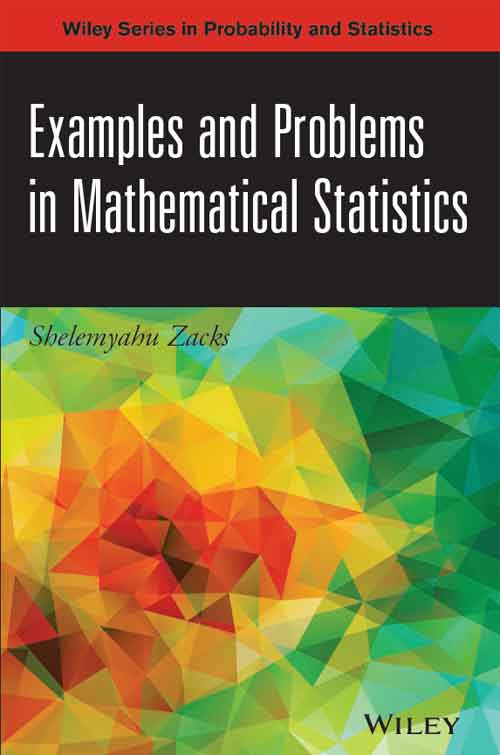 Wiley Series in Probability and Statistics
Examples and Problems
in Mathematical Statistics
Shelemyahu Zacks
WILEY